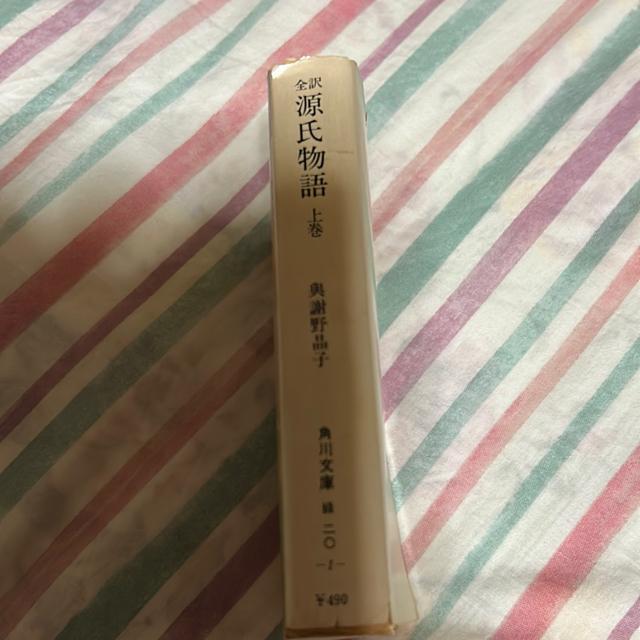 全訳
源氏物語
上巻
與謝野晶子
角川文庫
緑 二〇
—1—
¥490